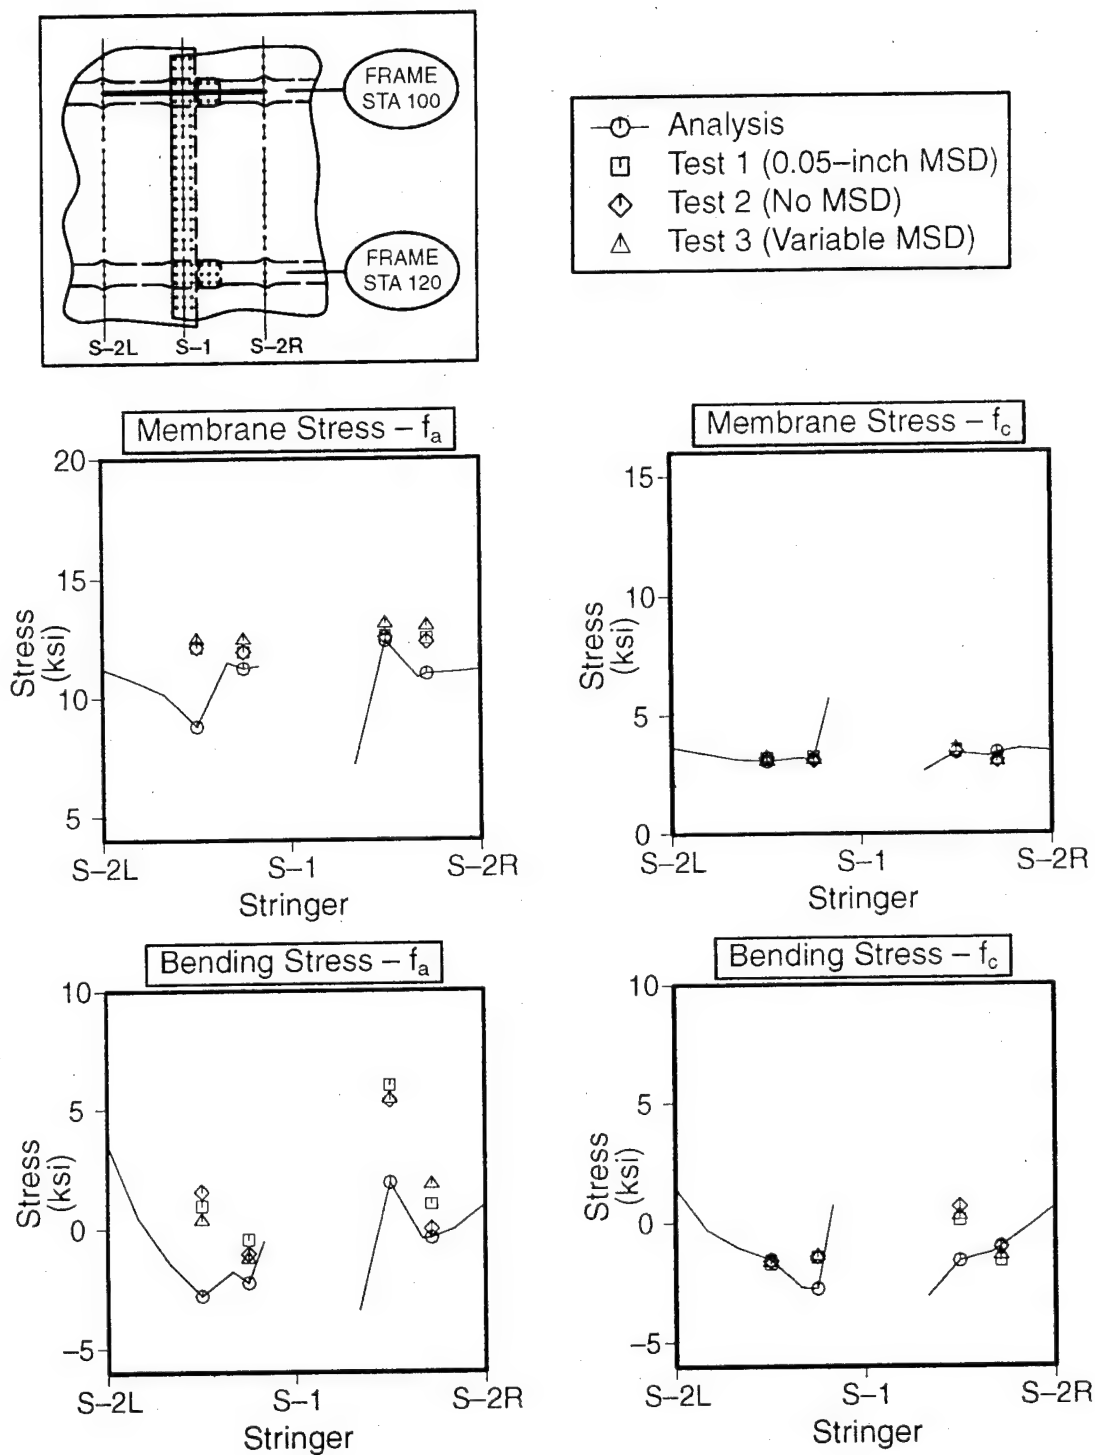 FRAME
STA 100
FRAME
STA 120
S–2L
S–1
S–2R
Analysis
Test 1 (0.05–inch MSD)
Test 2 (No MSD)
Test 3 (Variable MSD)
Membrane Stress – fa
20
15
10
5
Stress
(ksi)
S–2L
S–1
S–2R
Stringer
Membrane Stress – fc
15
10
5
0
Stress
(ksi)
S–2L
S–1
S–2R
Stringer
Bending Stress – fa
10
5
0
–5
Stress
(ksi)
S–2L
S–1
S–2R
Stringer
Bending Stress – fc
10
5
0
–5
Stress
(ksi)
S–2L
S–1
S–2R
Stringer